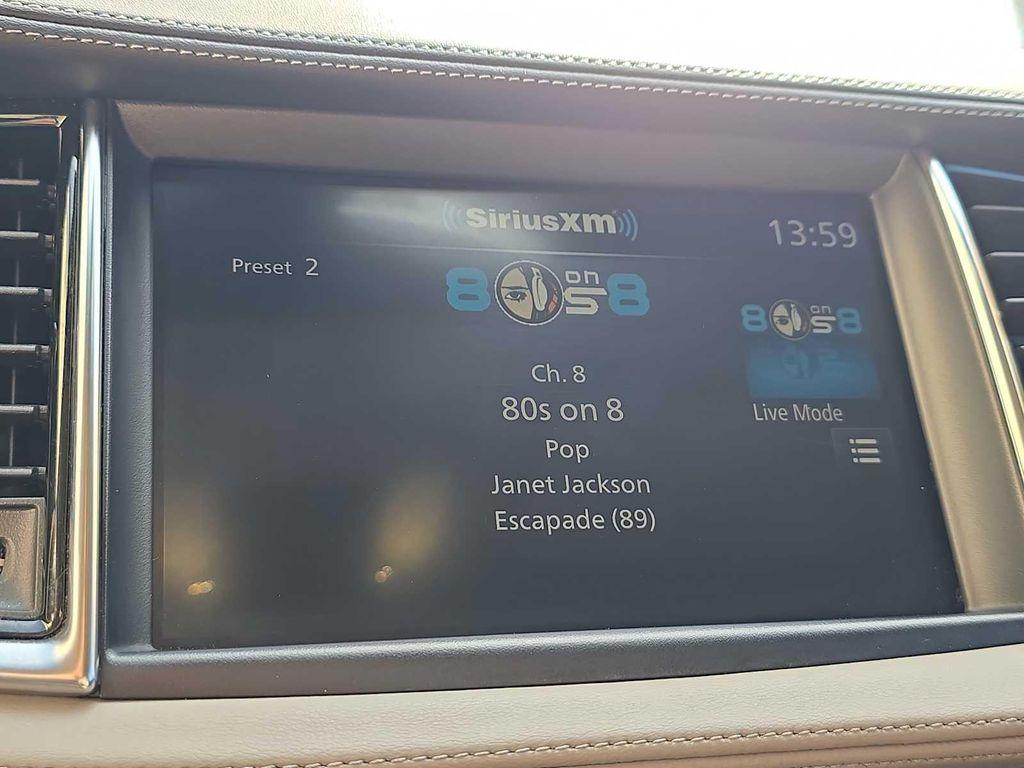 SiriusXm
13:59
Preset 2
80s on 8
80s on 8
Ch. 8
80s on 8
Live Mode
Pop
Janet Jackson
Escapade (89)